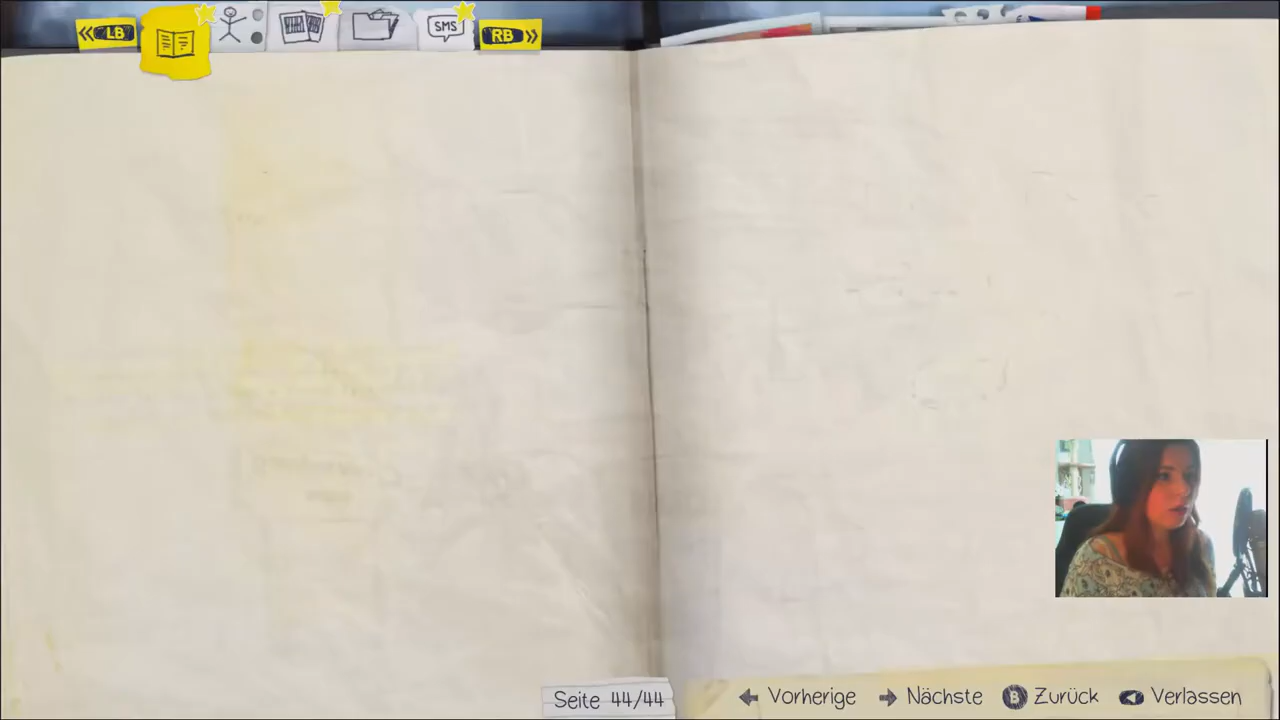 LB
SMS
RB
Seite 44/44
Vorherige
Nächste
B Zurück
Verlassen